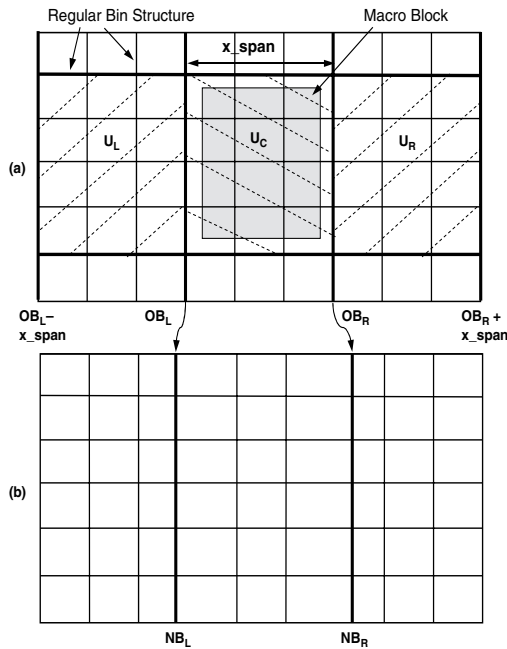 Regular Bin Structure
Macro Block
x_span
U_L
U_C
U_R
(a)
OB_L–
x_span
OB_L
OB_R
OB_R +
x_span
(b)
NB_L
NB_R